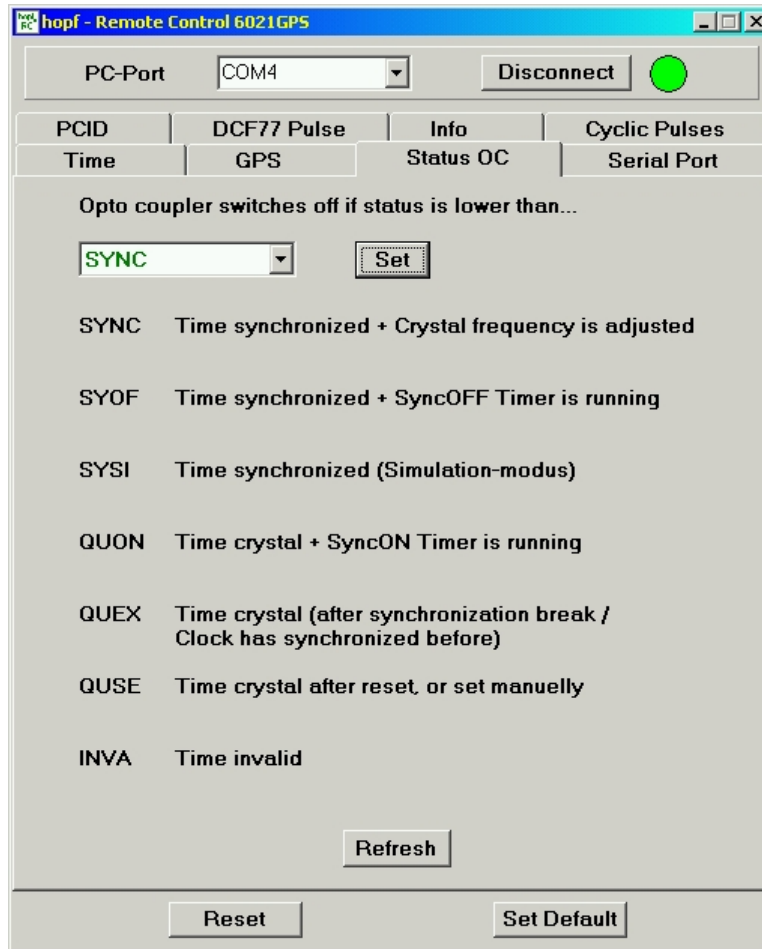 hopf RC hopf - Remote Control 6021GPS
PC-Port COM4 Disconnect
PCID DCF77 Pulse Info Cyclic Pulses
Time GPS Status OC Serial Port
Opto coupler switches off if status is lower than...
SYNC Set
SYNC Time synchronized + Crystal frequency is adjusted
SYOF Time synchronized + SyncOFF Timer is running
SYSI Time synchronized (Simulation-modus)
QUON Time crystal + SyncON Timer is running
QUEX Time crystal (after synchronization break /
Clock has synchronized before)
QUSE Time crystal after reset, or set manuelly
INVA Time invalid
Refresh
Reset Set Default